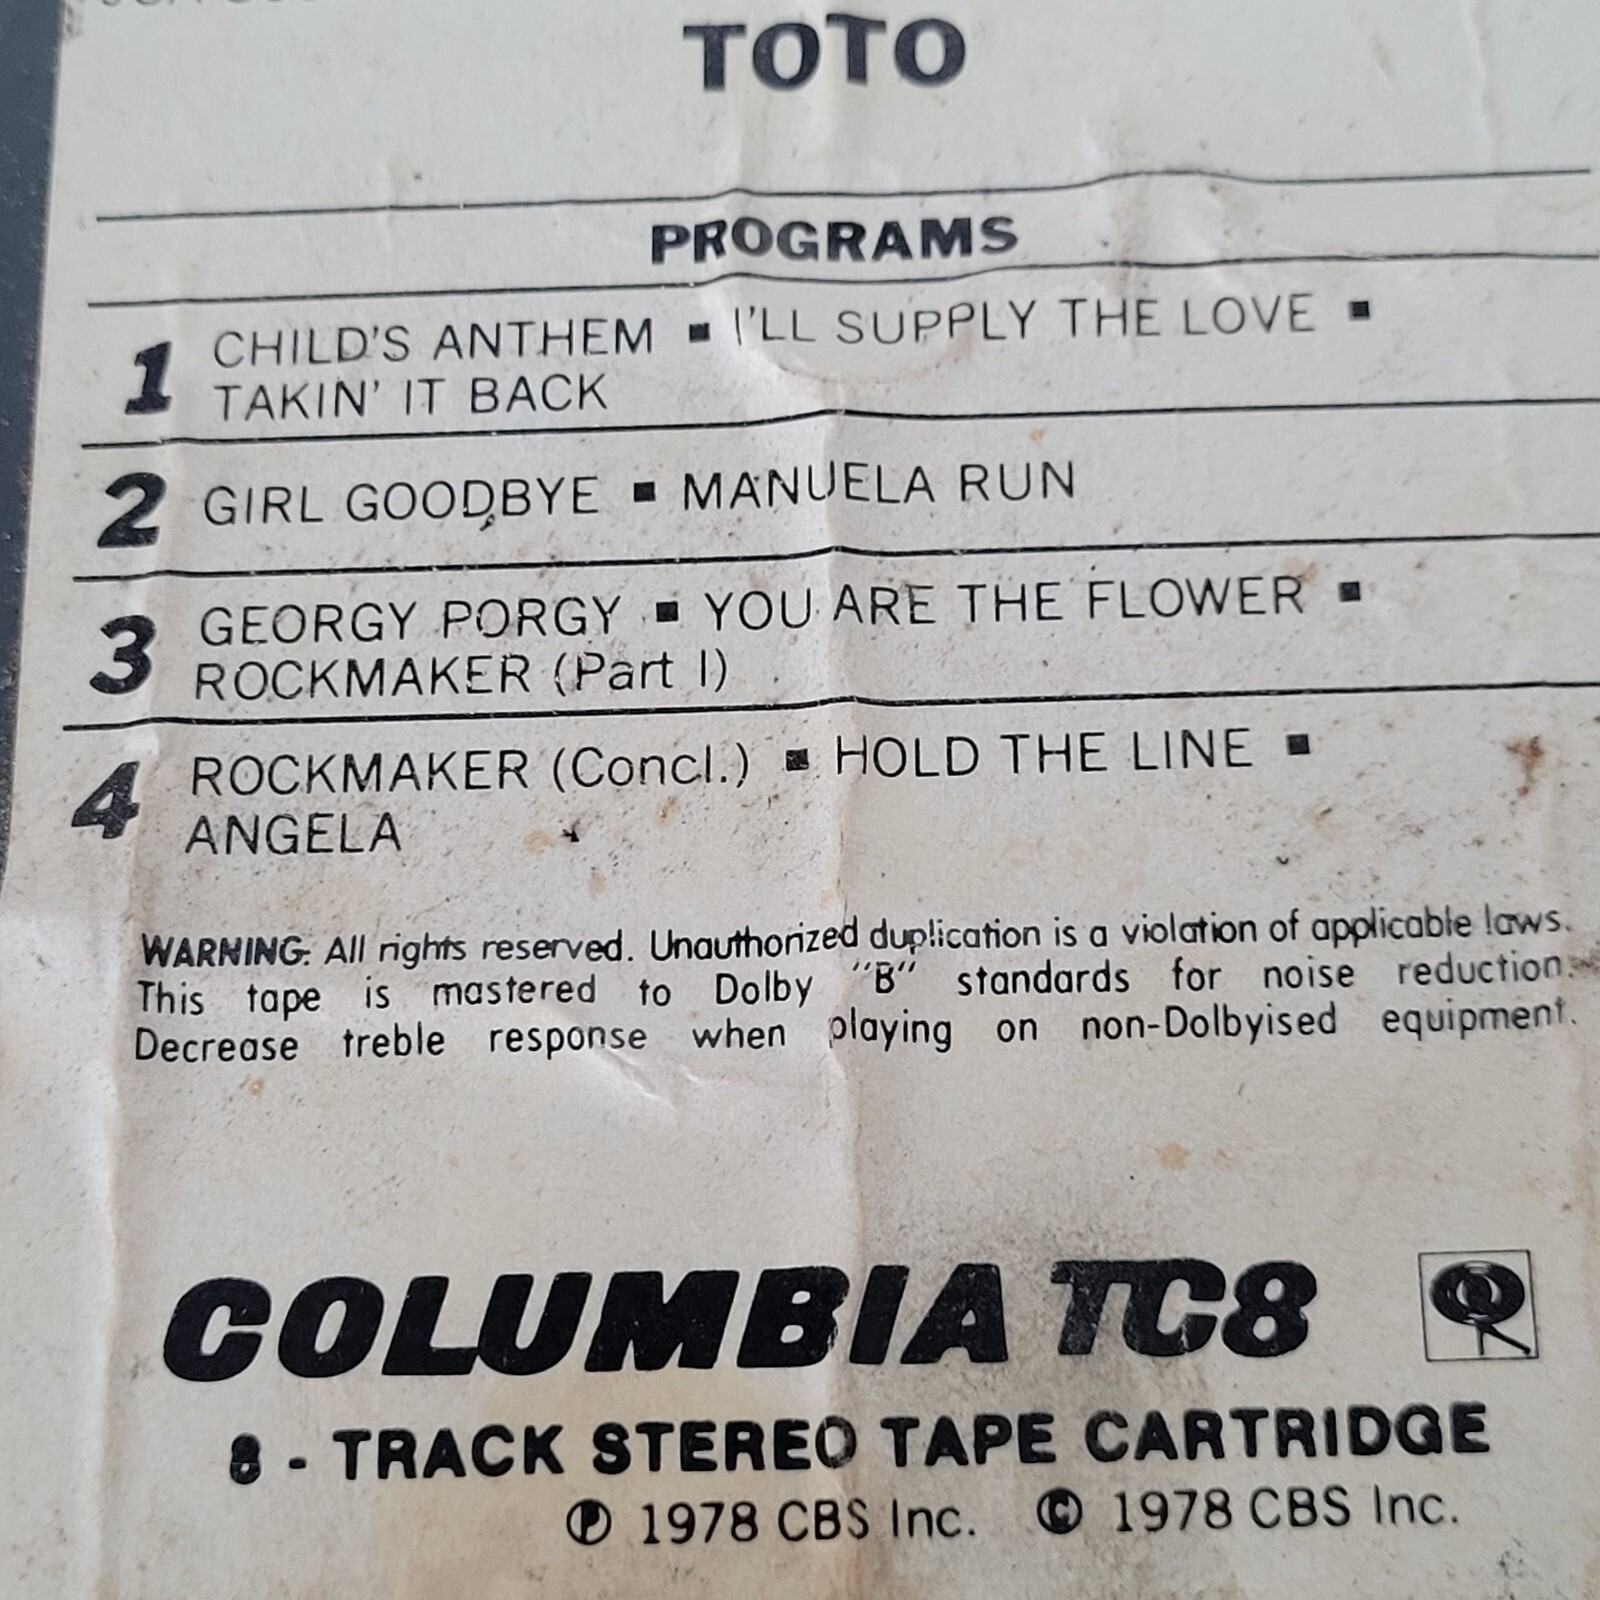 TOTO
PROGRAMS
1 CHILD'S ANTHEM ▪ I'LL SUPPLY THE LOVE ▪
TAKIN' IT BACK
2 GIRL GOODBYE ▪ MANUELA RUN
3 GEORGY PORGY ▪ YOU ARE THE FLOWER ▪
ROCKMAKER (Part I)
4 ROCKMAKER (Concl.) ▪ HOLD THE LINE ▪
ANGELA
WARNING: All rights reserved. Unauthorized duplication is a violation of applicable laws.
This tape is mastered to Dolby "B" standards for noise reduction.
Decrease treble response when playing on non-Dolbyised equipment.
COLUMBIA TC8
8 - TRACK STEREO TAPE CARTRIDGE
℗ 1978 CBS Inc. © 1978 CBS Inc.